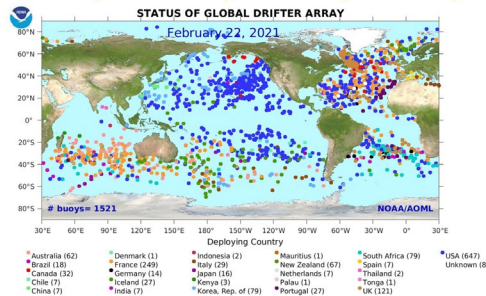 STATUS OF GLOBAL DRIFTER ARRAY
February 22, 2021
80°N
60°N
40°N
20°N
0°
20°S
40°S
60°S
80°S
# buoys= 1521
NOAA/AOML
30°E 60°E 90°E 120°E 150°E 180°W 150°W 120°W 90°W 60°W 30°W 0° 30°E
Deploying Country
Australia (62) Denmark (1) Indonesia (2) Mauritius (1) South Africa (79) USA (647)
Brazil (18) France (249) Italy (29) New Zealand (67) Spain (7) Unknown (8
Canada (32) Germany (14) Japan (16) Netherlands (7) Thailand (2)
Chile (7) Iceland (27) Kenya (3) Palau (1) Tonga (1)
China (7) India (7) Korea, Rep. of (79) Portugal (27) UK (121)